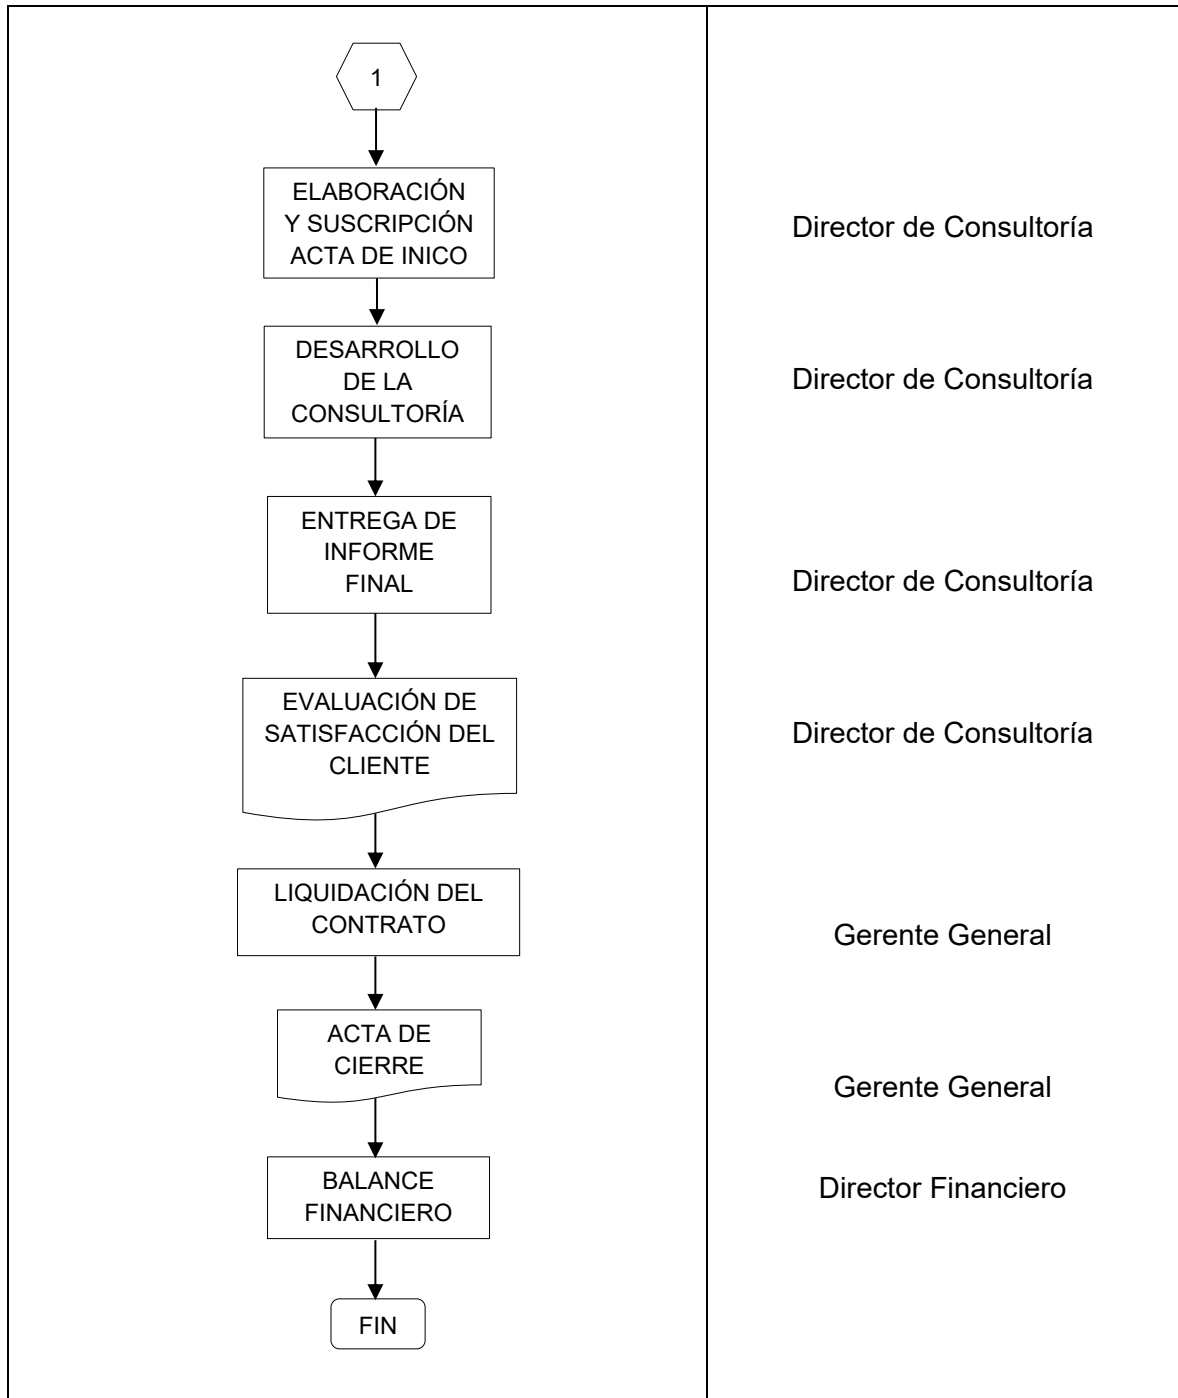 1
ELABORACIÓN
Y SUSCRIPCIÓN
ACTA DE INICO
Director de Consultoría
DESARROLLO
DE LA
CONSULTORÍA
Director de Consultoría
ENTREGA DE
INFORME
FINAL
Director de Consultoría
EVALUACIÓN DE
SATISFACCIÓN DEL
CLIENTE
Director de Consultoría
LIQUIDACIÓN DEL
CONTRATO
Gerente General
ACTA DE
CIERRE
Gerente General
BALANCE
FINANCIERO
Director Financiero
FIN